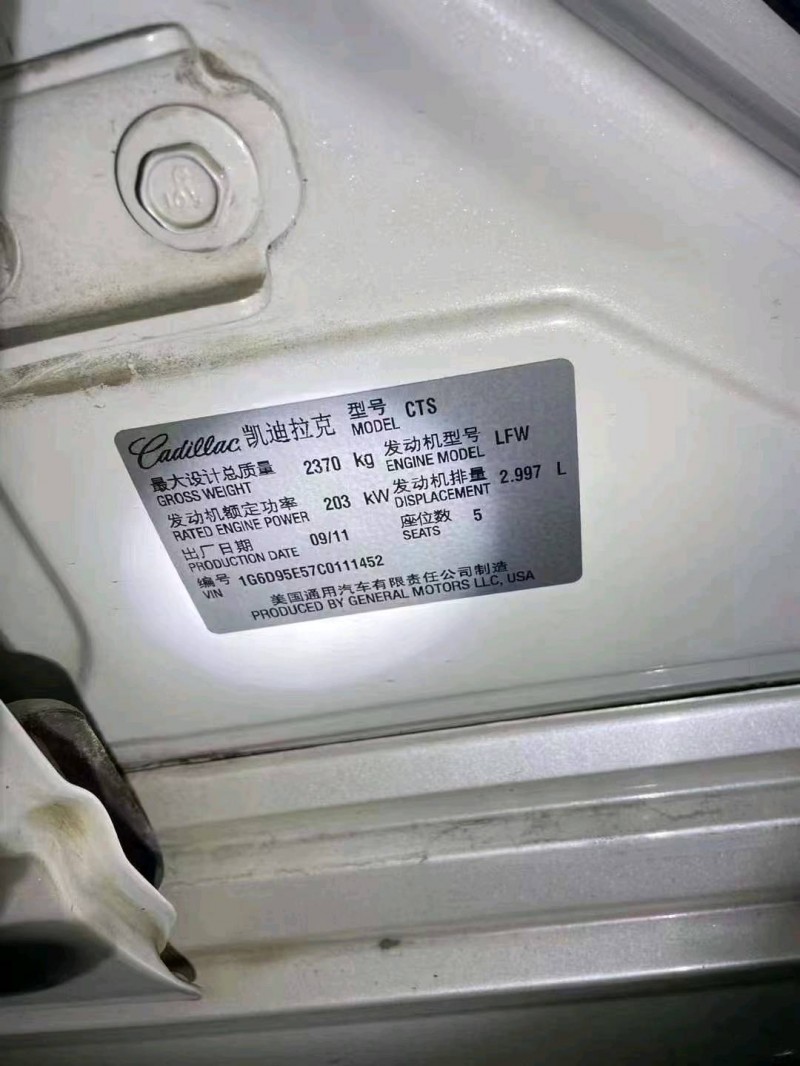 Cadillac 凯迪拉克 型号 MODEL CTS
最大设计总质量 GROSS WEIGHT 2370 kg 发动机型号 ENGINE MODEL LFW
发动机额定功率 RATED ENGINE POWER 203 kW 发动机排量 DISPLACEMENT 2.997 L
出厂日期 PRODUCTION DATE 09/11 座位数 SEATS 5
编号 VIN 1G6D95E57C0111452
美国通用汽车有限责任公司制造
PRODUCED BY GENERAL MOTORS LLC, USA